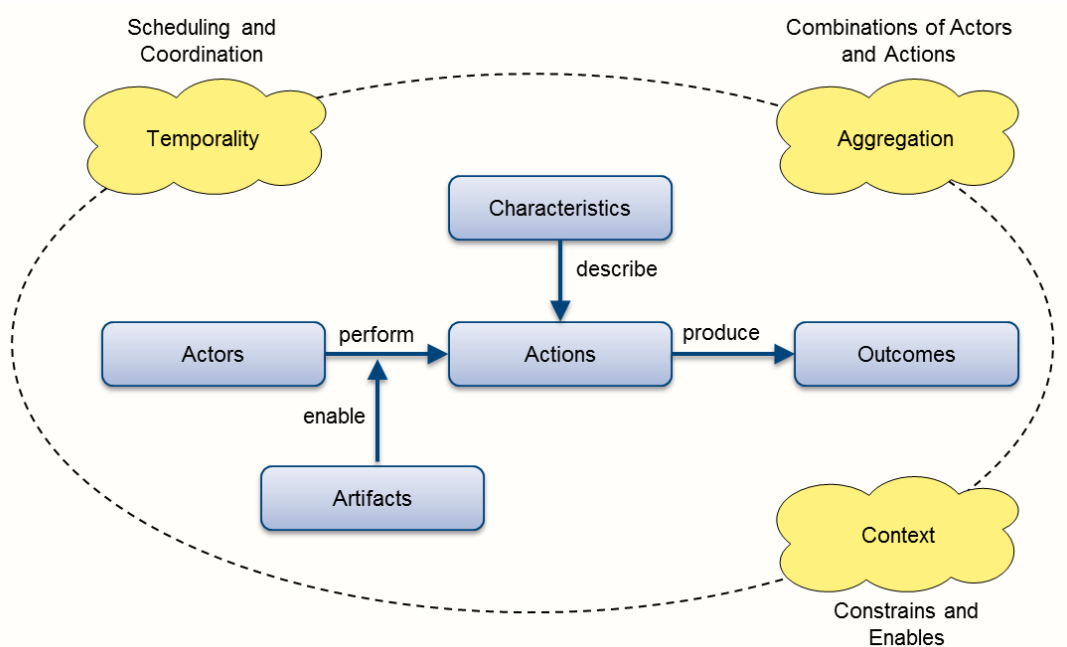 Scheduling and
Coordination
Combinations of Actors
and Actions
Temporality
Aggregation
Characteristics
describe
Actors
perform
Actions
produce
Outcomes
enable
Artifacts
Context
Constrains and
Enables